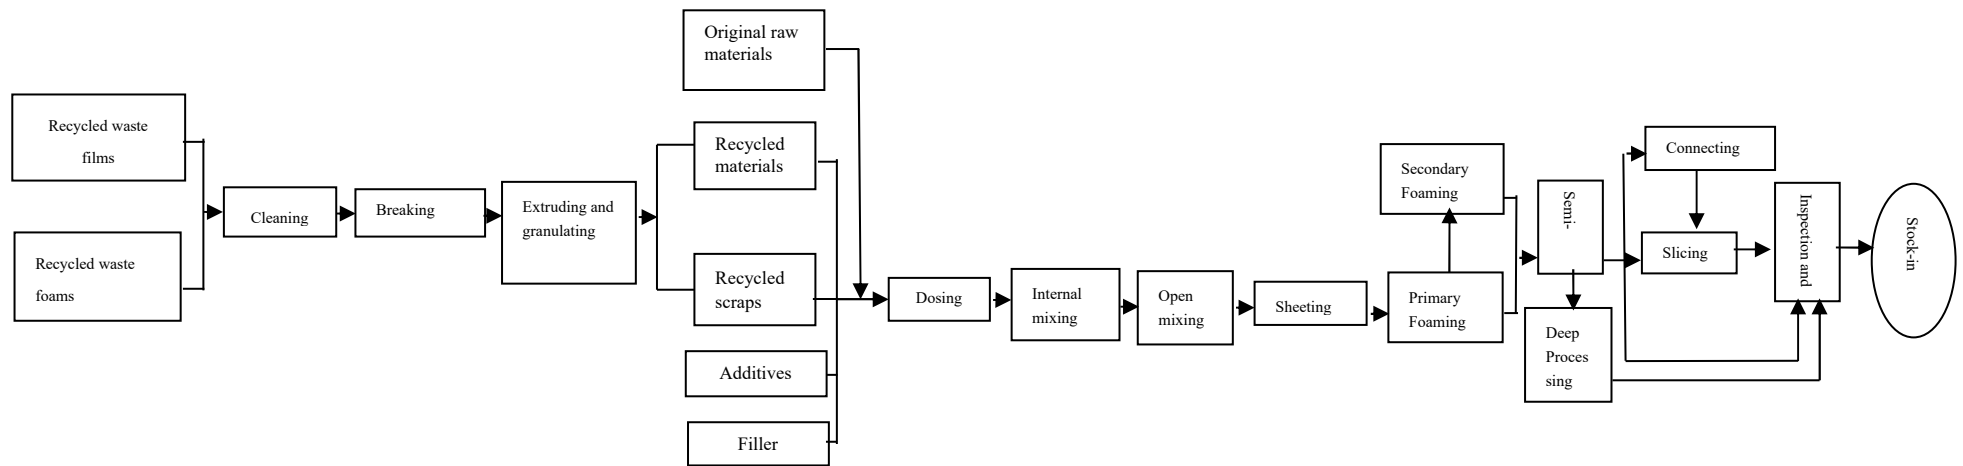 Original raw
materials
Recycled waste
films
Recycled
materials
Connecting
Secondary
Foaming
Semi-
Inspection and
Stock-in
Cleaning
Breaking
Extruding and
granulating
Slicing
Recycled waste
foams
Recycled
scraps
Dosing
Internal
mixing
Open
mixing
Sheeting
Primary
Foaming
Deep
Proces
sing
Additives
Filler